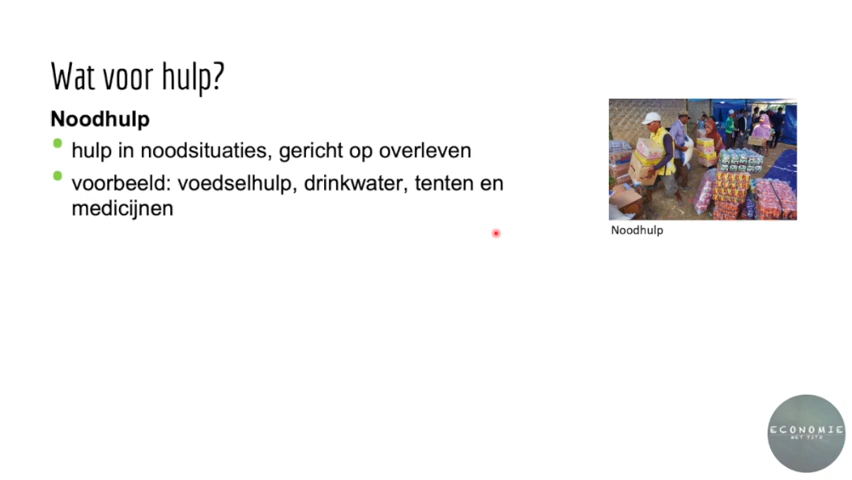 Wat voor hulp?
Noodhulp
hulp in noodsituaties, gericht op overleven
voorbeeld: voedselhulp, drinkwater, tenten en
medicijnen
Noodhulp
ECONOMIE